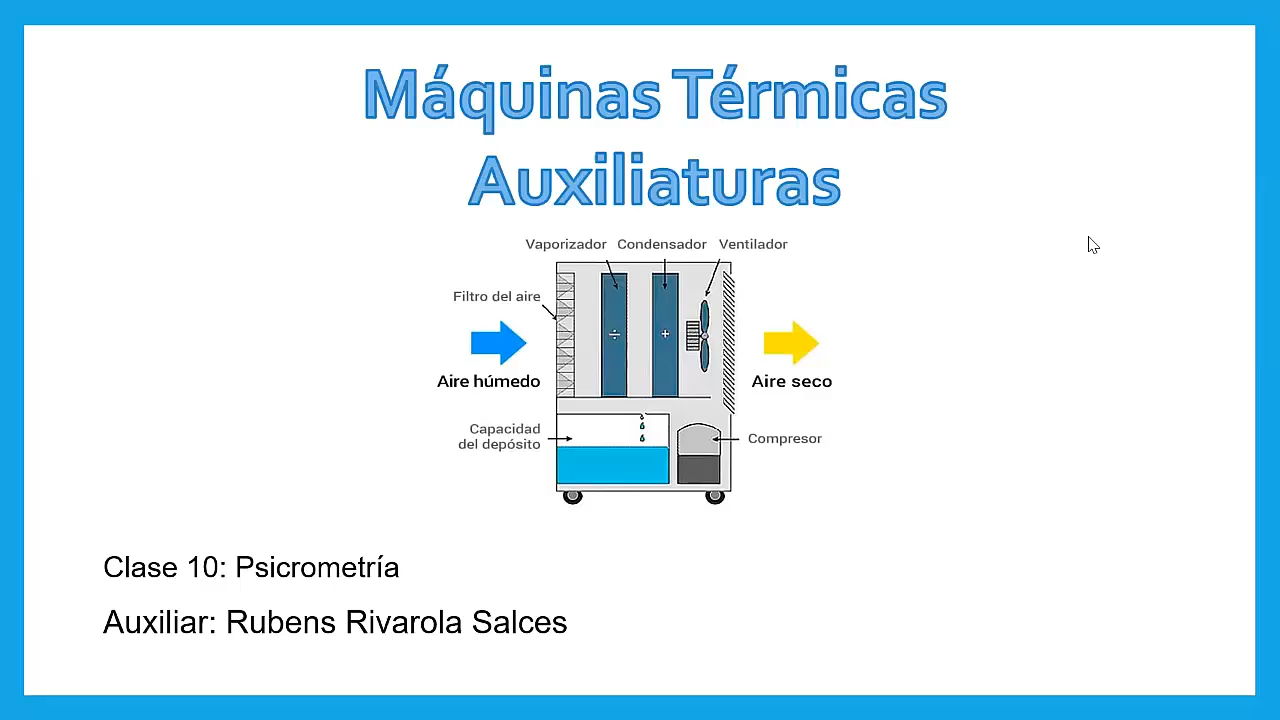 Máquinas Térmicas
Auxiliaturas
Vaporizador Condensador Ventilador
Filtro del aire
Aire húmedo
Aire seco
Capacidad
del depósito
Compresor
Clase 10: Psicrometría
Auxiliar: Rubens Rivarola Salces